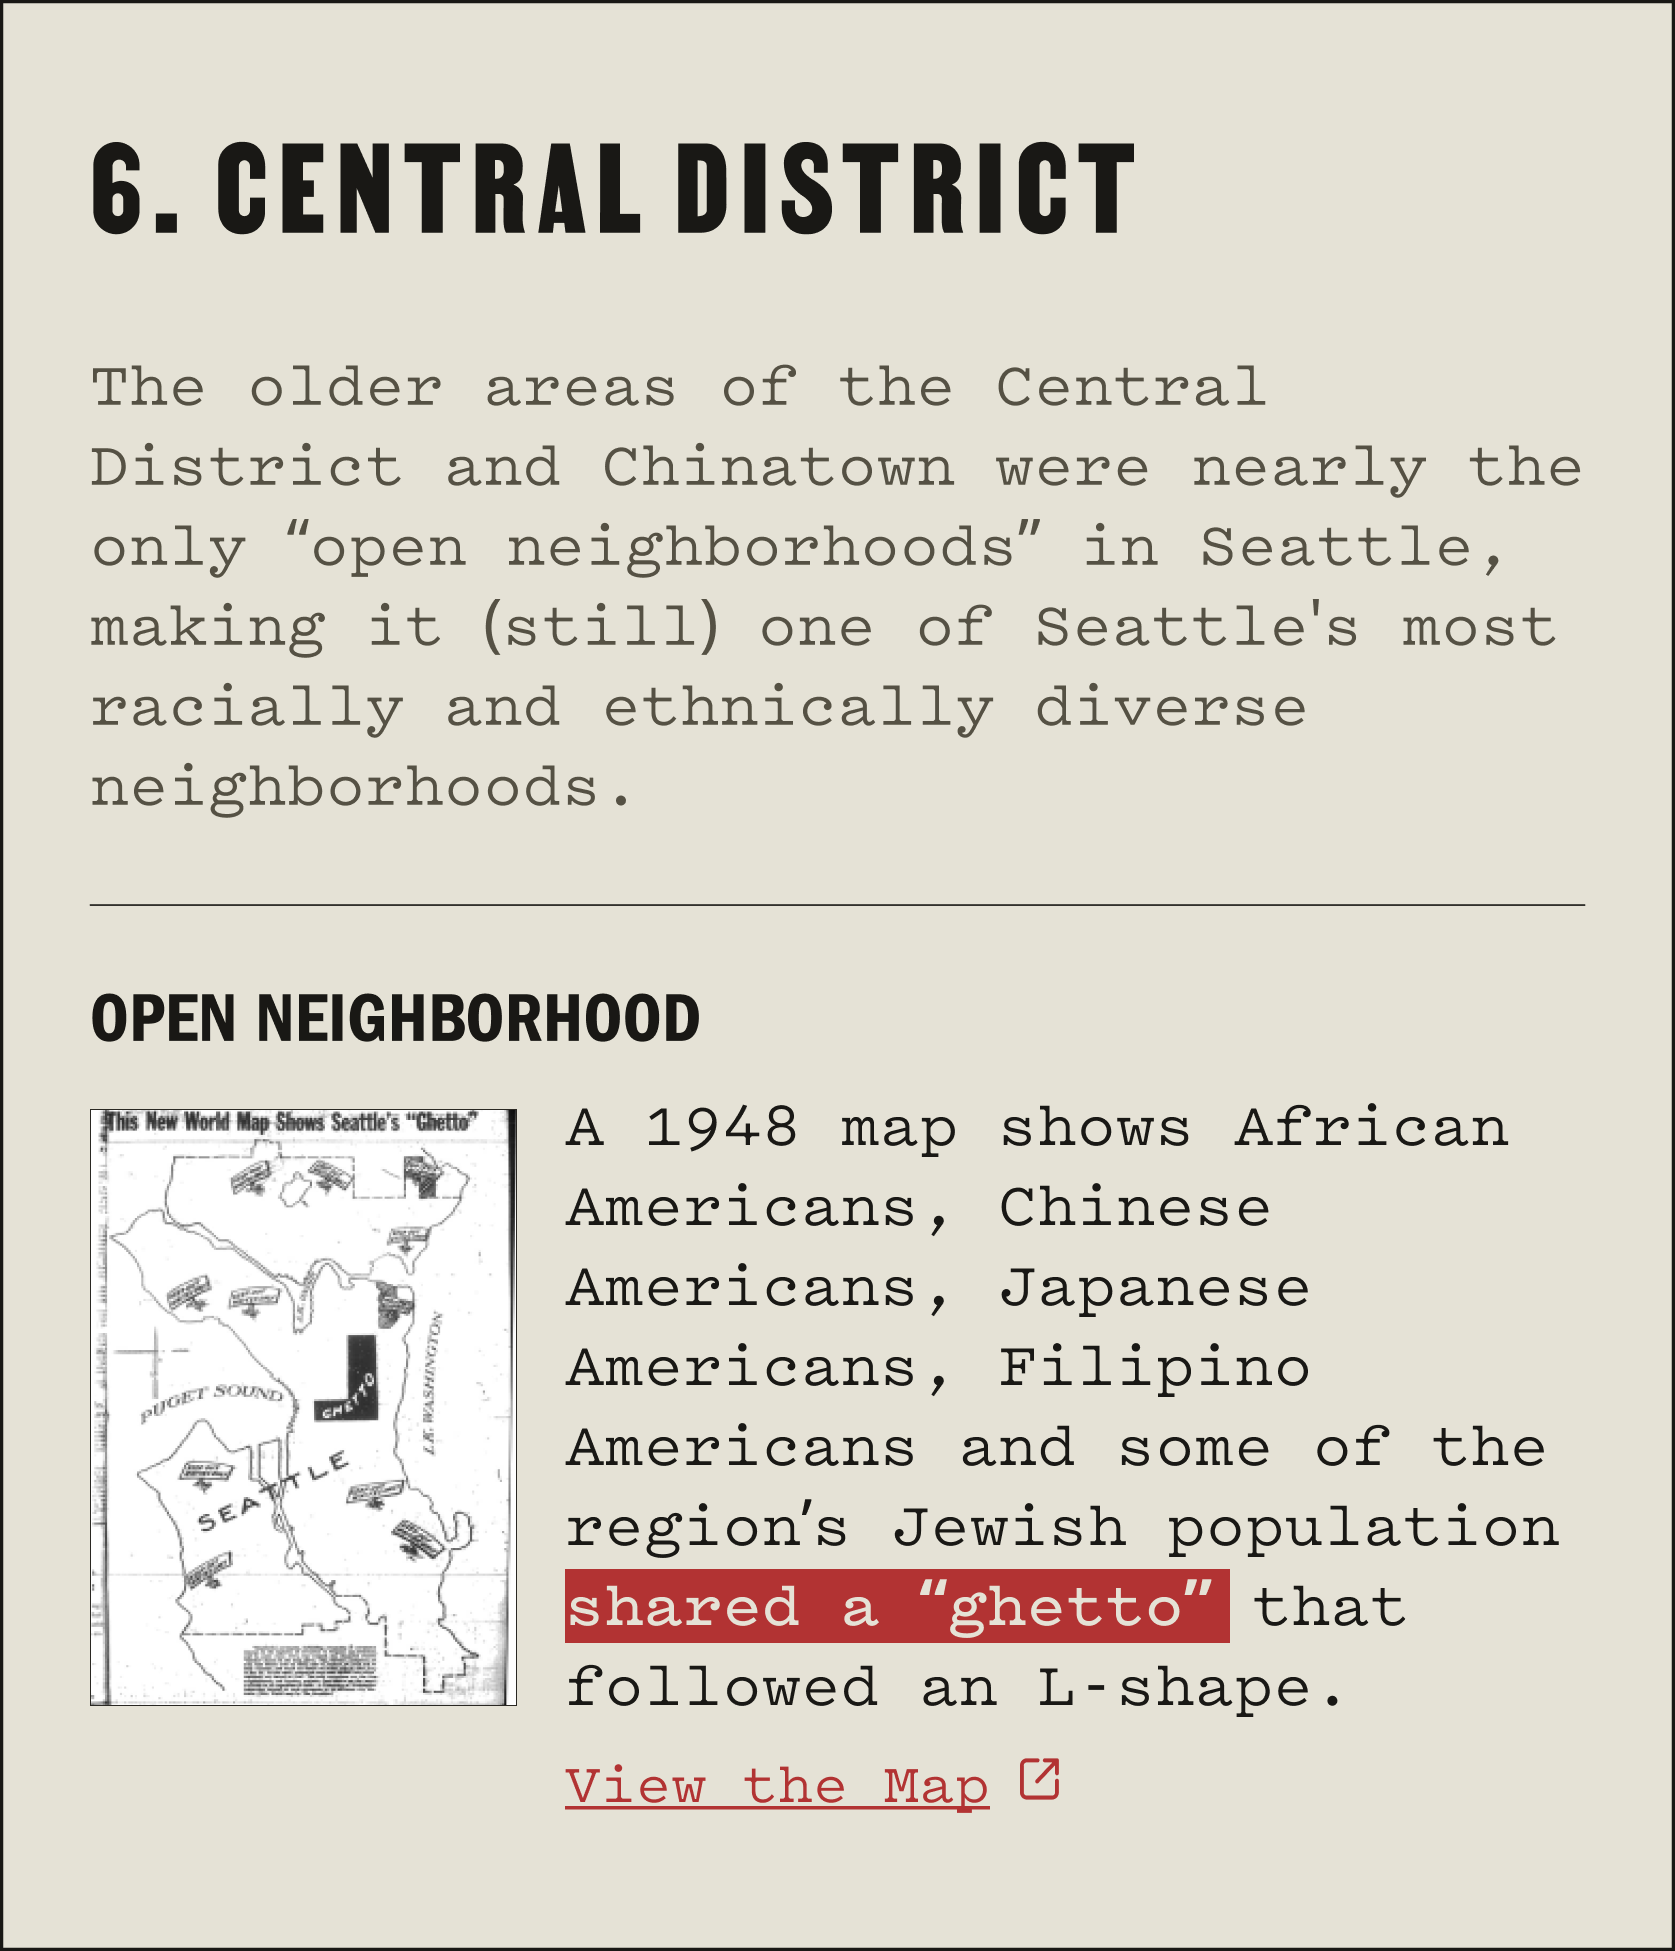 6. CENTRAL DISTRICT
The older areas of the Central
District and Chinatown were nearly the
only “open neighborhoods” in Seattle,
making it (still) one of Seattle's most
racially and ethnically diverse
neighborhoods.
OPEN NEIGHBORHOOD
This New World Map Shows Seattle's "Ghetto"
PUGET SOUND
GHETTO
LK. WASHINGTON
SEATTLE
A 1948 map shows African
Americans, Chinese
Americans, Japanese
Americans, Filipino
Americans and some of the
region’s Jewish population
shared a “ghetto” that
followed an L-shape.
View the Map